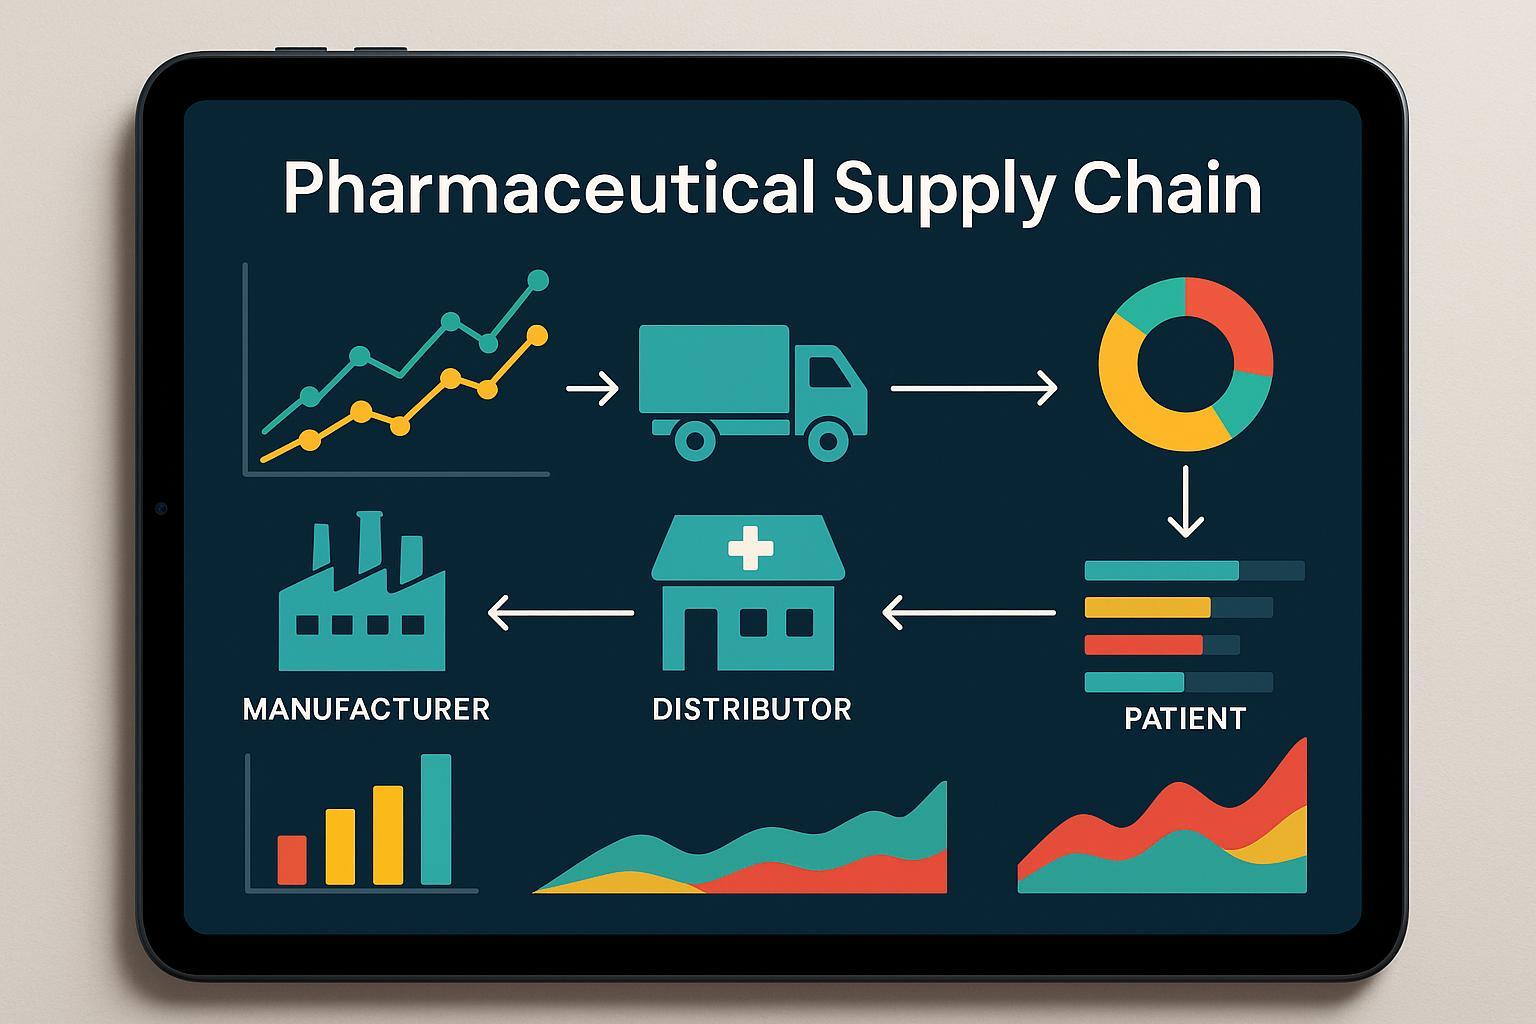 Pharmaceutical Supply Chain
MANUFACTURER
DISTRIBUTOR
PATIENT